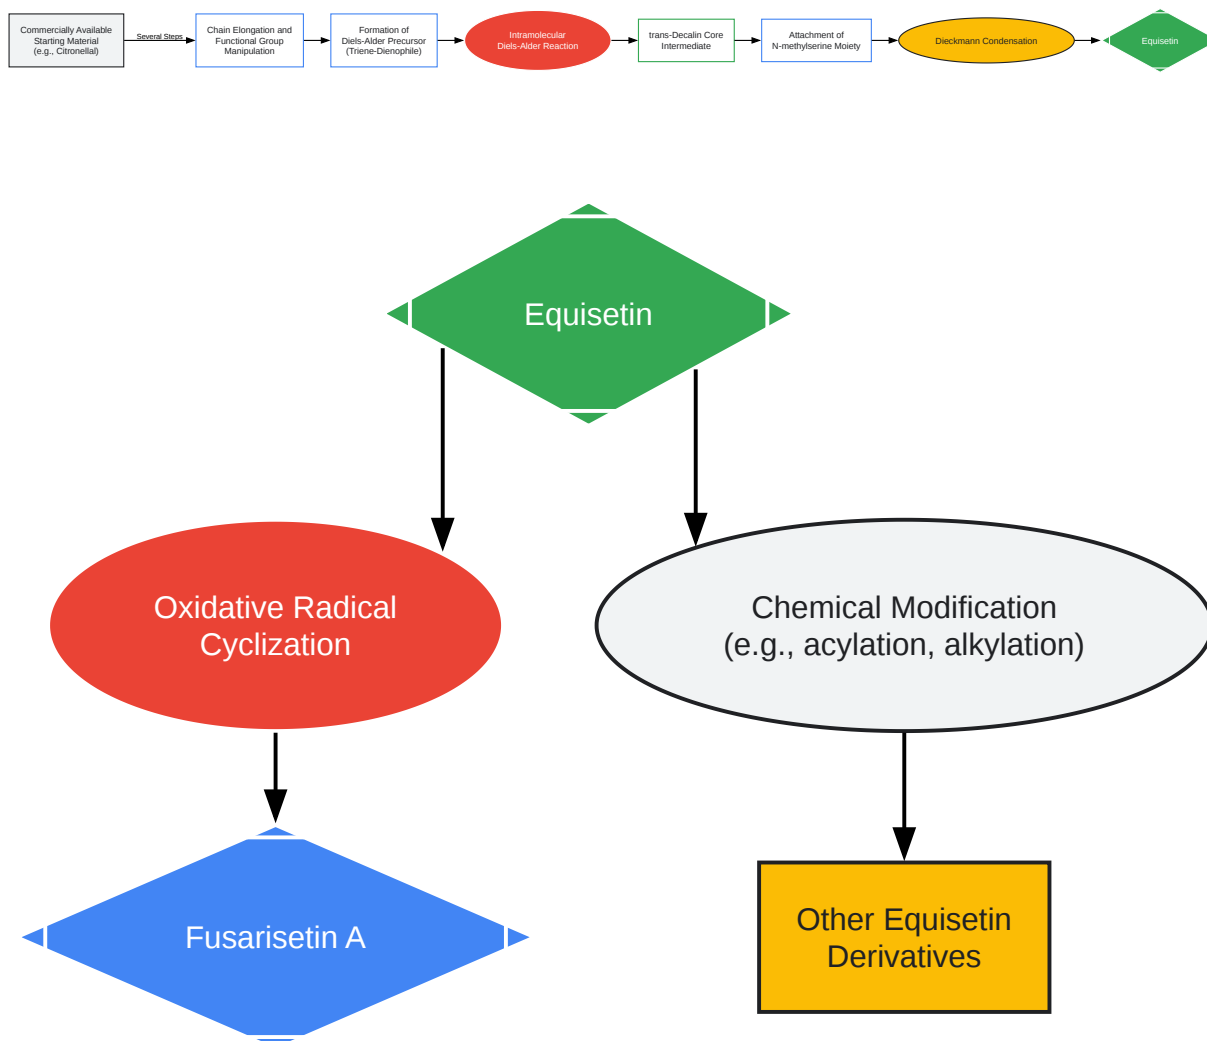 Commercially Available
Starting Material
(e.g., Citronellal)
Several Steps
Chain Elongation and
Functional Group
Manipulation
Formation of
Diels-Alder Precursor
(Triene-Dienophile)
Intramolecular
Diels-Alder Reaction
trans-Decalin Core
Intermediate
Attachment of
N-methylserine Moiety
Dieckmann Condensation
Equisetin
Equisetin
Oxidative Radical
Cyclization
Chemical Modification
(e.g., acylation, alkylation)
Fusarisetin A
Other Equisetin
Derivatives